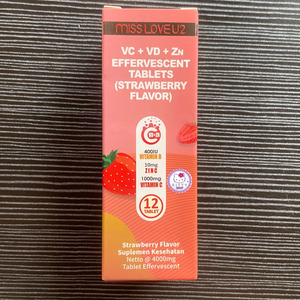 MISS LOVE U2
VC + VD + ZN
EFFERVESCENT
TABLETS
(STRAWBERRY
FLAVOR)
400IU
VITAMIN D
10mg
ZINC
1000mg
VITAMIN C
12
TABLET
Strawberry Flavor
Suplemen Kesehatan
Netto @ 4000mg
Tablet Effervescent